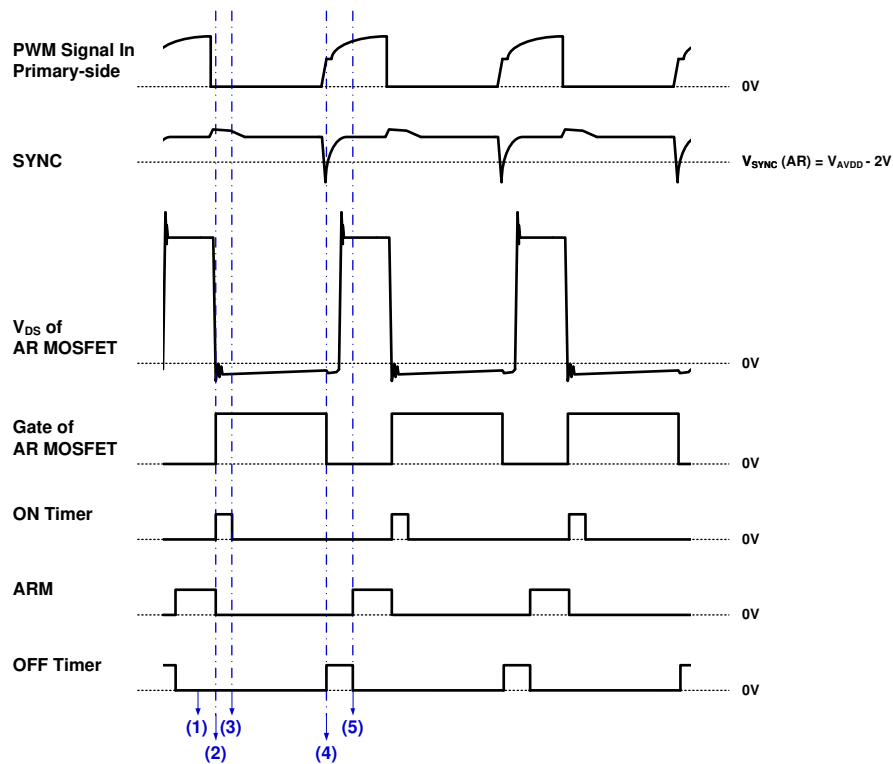 PWM Signal In
Primary-side
0V
SYNC
VSYNC (AR) = VAVDD - 2V
VDS of
AR MOSFET
0V
Gate of
AR MOSFET
0V
ON Timer
0V
ARM
0V
OFF Timer
0V
(1)
(2)
(3)
(4)
(5)